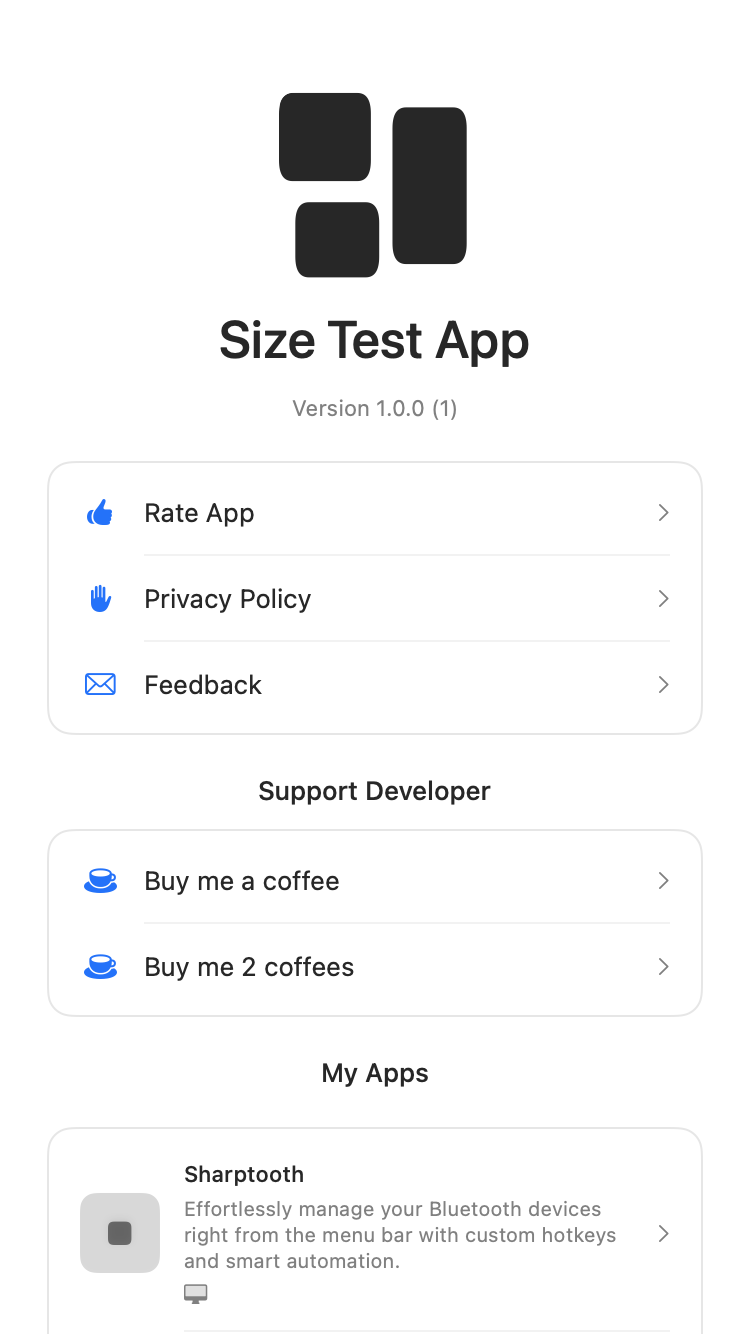 Size Test App
Version 1.0.0 (1)
Rate App
Privacy Policy
Feedback
Support Developer
Buy me a coffee
Buy me 2 coffees
My Apps
Sharptooth
Effortlessly manage your Bluetooth devices
right from the menu bar with custom hotkeys
and smart automation.